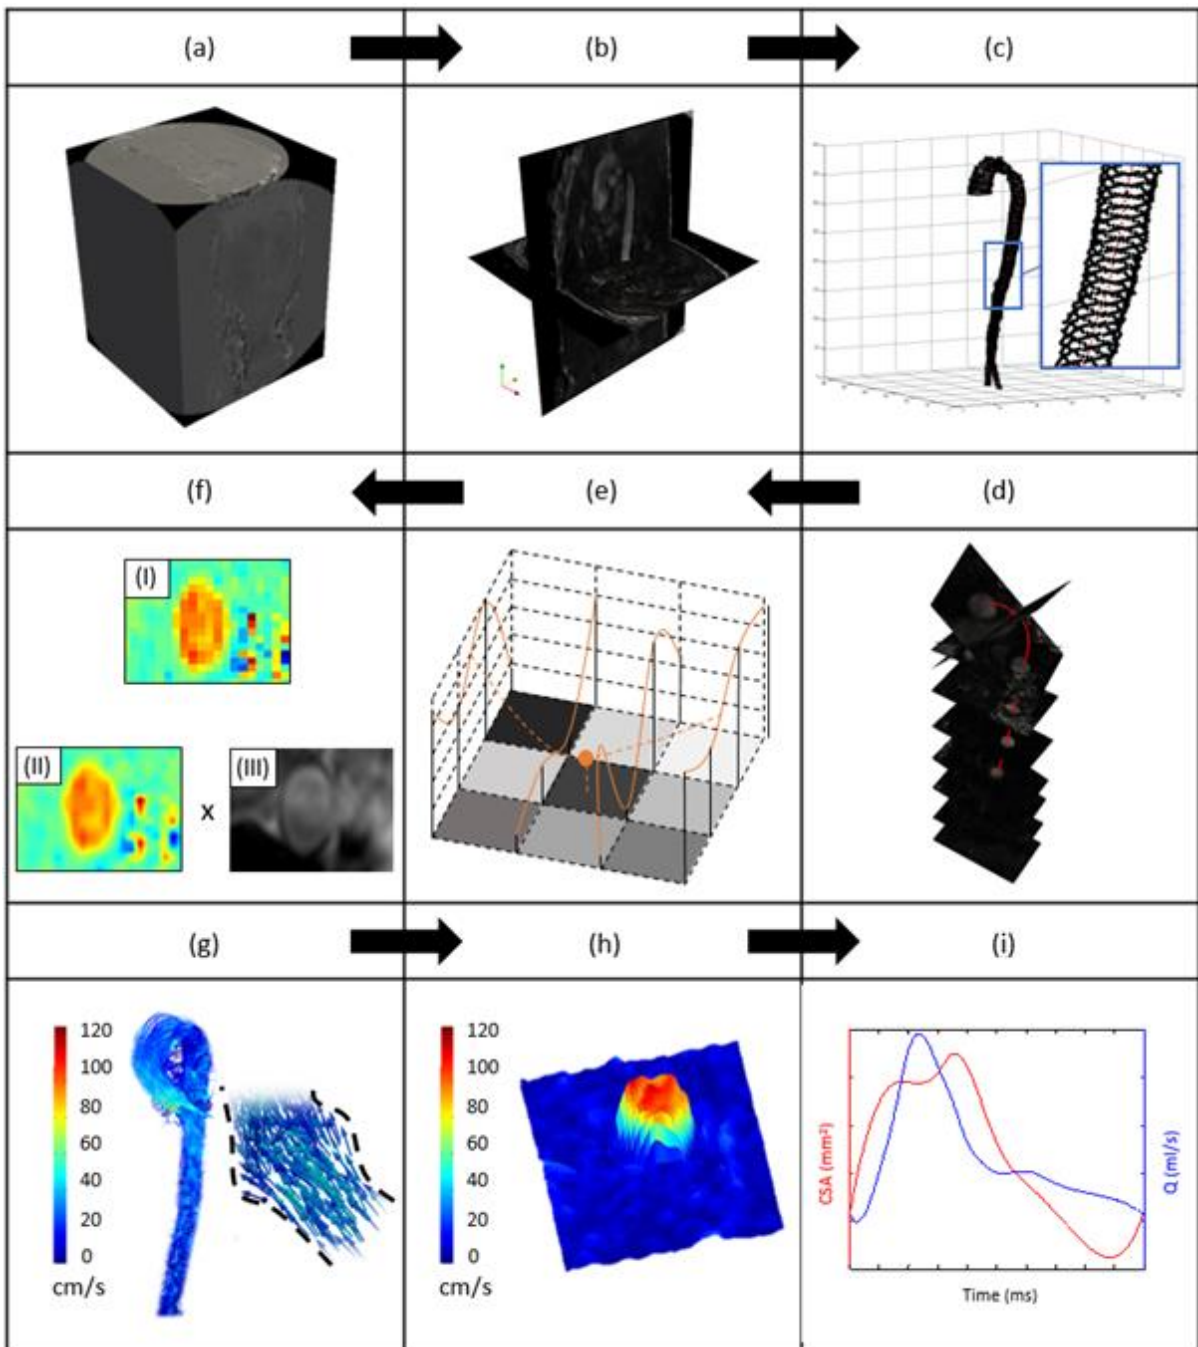 (a)
(b)
(c)
(f)
(e)
(d)
(I)
(II)
x
(III)
(g)
(h)
(i)
120
100
80
60
40
20
0
cm/s
120
100
80
60
40
20
0
cm/s
CSA (mm²)
Q (ml/s)
Time (ms)